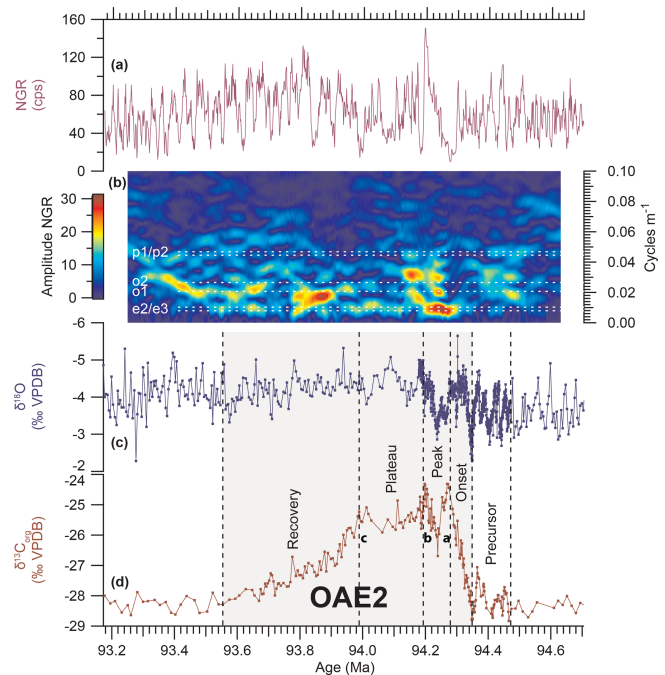 160
120
80
40
0
NGR
(cps)
(a)
(b)
30
20
10
0
Amplitude NGR
p1/p2
o2
o1
e2/e3
0.10
0.08
0.06
0.04
0.02
0.00
Cycles m⁻¹
-6
-5
-4
-3
-2
δ¹⁸O
(‰ VPDB)
(c)
-24
-25
-26
-27
-28
-29
δ¹³Corg
(‰ VPDB)
(d)
Recovery
Plateau
Peak
Onset
Precursor
c
b
a
OAE2
93.2
93.4
93.6
93.8
94.0
94.2
94.4
94.6
Age (Ma)